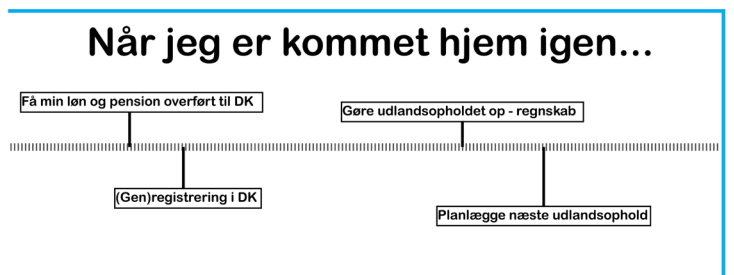 Når jeg er kommet hjem igen...
Få min løn og pension overført til DK
Gøre udlandsopholdet op - regnskab
(Gen)registrering i DK
Planlægge næste udlandsophold